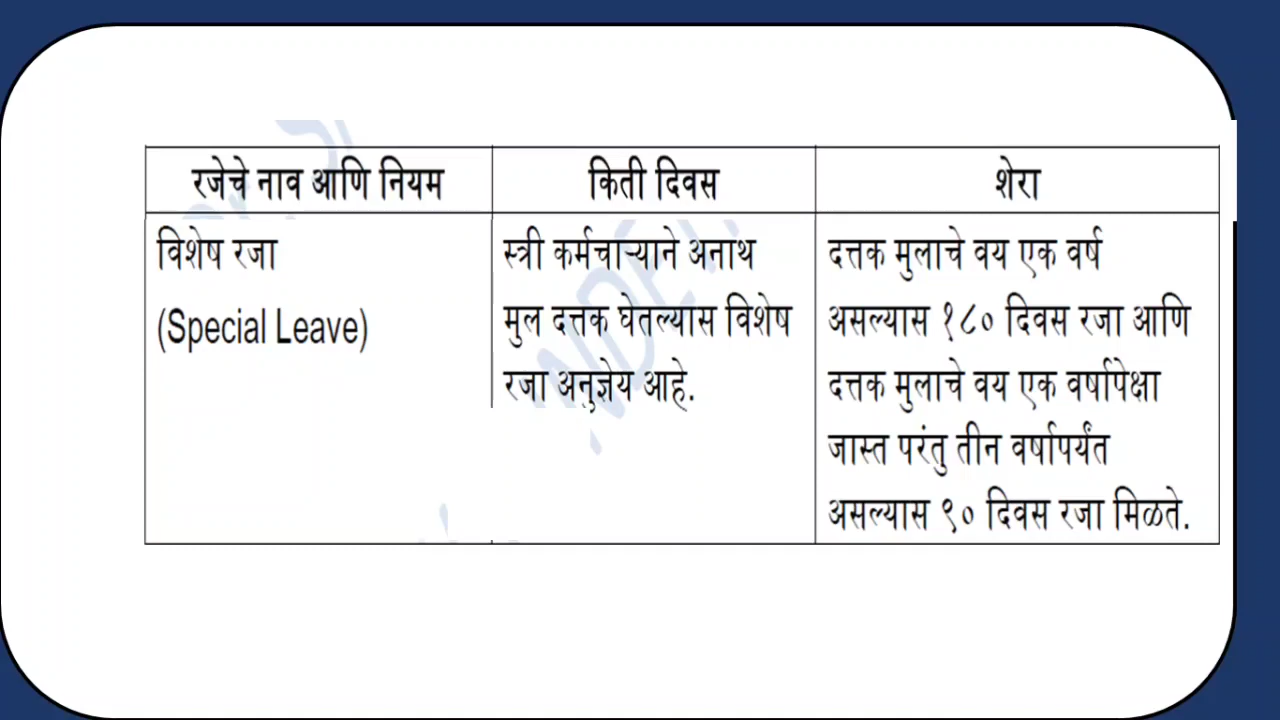 रजेचे नाव आणि नियम
किती दिवस
शेरा
विशेष रजा
(Special Leave)
स्त्री कर्मचाऱ्याने अनाथ
मुल दत्तक घेतल्यास विशेष
रजा अनुज्ञेय आहे.
दत्तक मुलाचे वय एक वर्ष
असल्यास १८० दिवस रजा आणि
दत्तक मुलाचे वय एक वर्षापेक्षा
जास्त परंतु तीन वर्षापर्यंत
असल्यास ९० दिवस रजा मिळते.